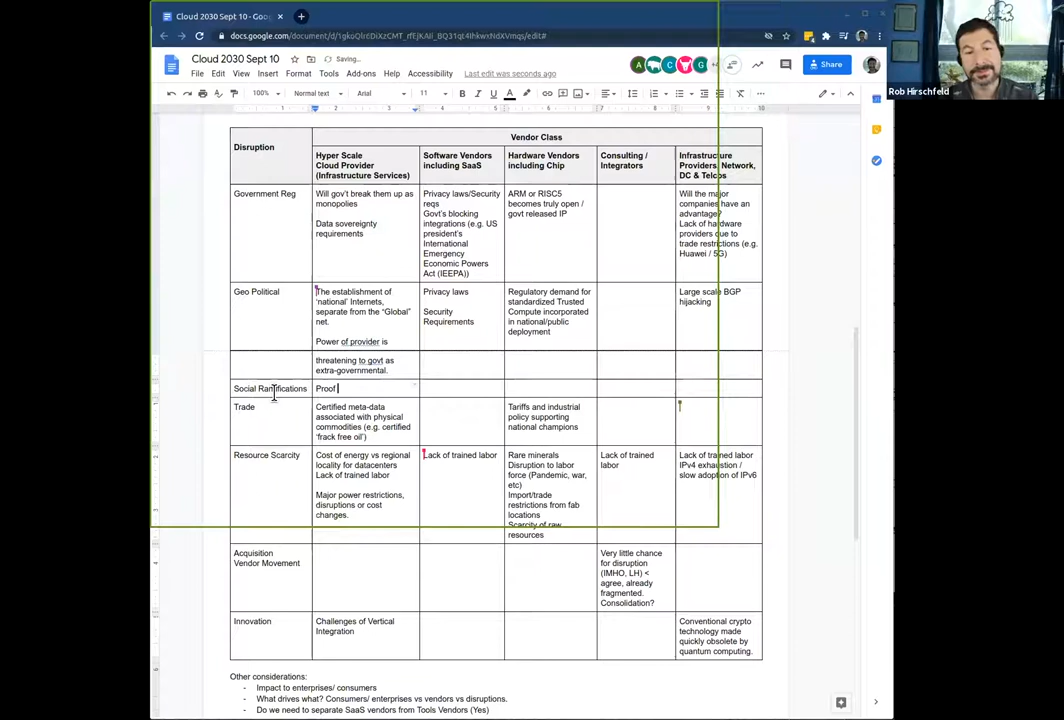 Cloud 2030 Sept 10 - Goo
docs.google.com/document/d/
Cloud 2030 Sept 10
Saving...
File Edit View Insert Format Tools Add-ons Help Accessibility
Last edit was seconds ago
A
C
G
Share
Rob Hirschfeld
100%
Normal text
Arial
11
B I U A
1 2 3 4 5 6 7 8 9 10
Disruption
Vendor Class
Hyper Scale
Cloud Provider
(Infrastructure Services)
Software Vendors
including SaaS
Hardware Vendors
including Chip
Consulting /
Integrators
Infrastructure
Providers, Network,
DC & Telcos
Government Reg
Will gov't break them up as
monopolies
Data sovereignty
requirements
Privacy laws/Security
reqs
Govt's blocking
integrations (e.g. US
president's
International
Emergency
Economic Powers
Act (IEEPA))
ARM or RISC5
becomes truly open /
govt released IP
Will the major
companies have an
advantage?
Lack of hardware
providers due to
trade restrictions (e.g.
Huawei / 5G)
Geo Political
The establishment of
'national' Internets,
separate from the "Global"
net.
Power of provider is
threatening to govt as
extra-governmental.
Privacy laws
Security
Requirements
Regulatory demand for
standardized Trusted
Compute incorporated
in national/public
deployment
Large scale BGP
hijacking
Social Ramifications
Proof
Trade
Certified meta-data
associated with physical
commodities (e.g. certified
'frack free oil')
Tariffs and industrial
policy supporting
national champions
Resource Scarcity
Cost of energy vs regional
locality for datacenters
Lack of trained labor
Major power restrictions,
disruptions or cost
changes.
Lack of trained labor
Rare minerals
Disruption to labor
force (Pandemic, war,
etc)
Import/trade
restrictions from fab
locations
Scarcity of raw
resources
Lack of trained
labor
Lack of trained labor
IPv4 exhaustion /
slow adoption of IPv6
Acquisition
Vendor Movement
Very little chance
for disruption
(IMHO, LH) <
agree, already
fragmented.
Consolidation?
Innovation
Challenges of Vertical
Integration
Conventional crypto
technology made
quickly obsolete by
quantum computing.
Other considerations:
- Impact to enterprises/ consumers
- What drives what? Consumers/ enterprises vs vendors vs disruptions.
- Do we need to separate SaaS vendors from Tools Vendors (Yes)